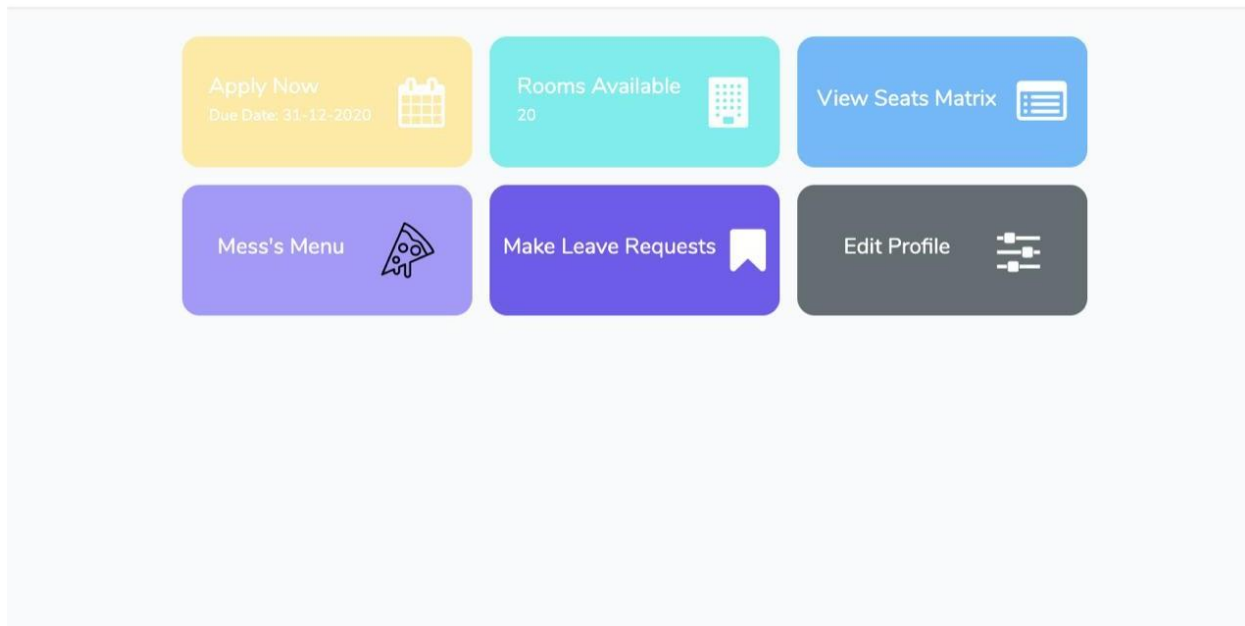 Apply Now
Due Date: 31-12-2020
Rooms Available
20
View Seats Matrix
Mess's Menu
Make Leave Requests
Edit Profile